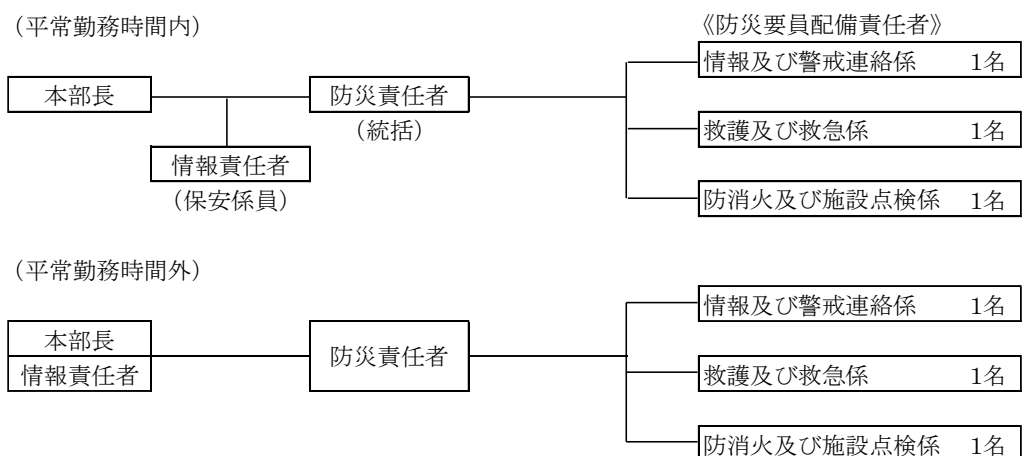 （平常勤務時間内）
《防災要員配備責任者》
情報及び警戒連絡係　1名
本部長
防災責任者
（統括）
救護及び救急係　1名
情報責任者
（保安係員）
防消火及び施設点検係　1名
（平常勤務時間外）
情報及び警戒連絡係　1名
本部長
情報責任者
防災責任者
救護及び救急係　1名
防消火及び施設点検係　1名